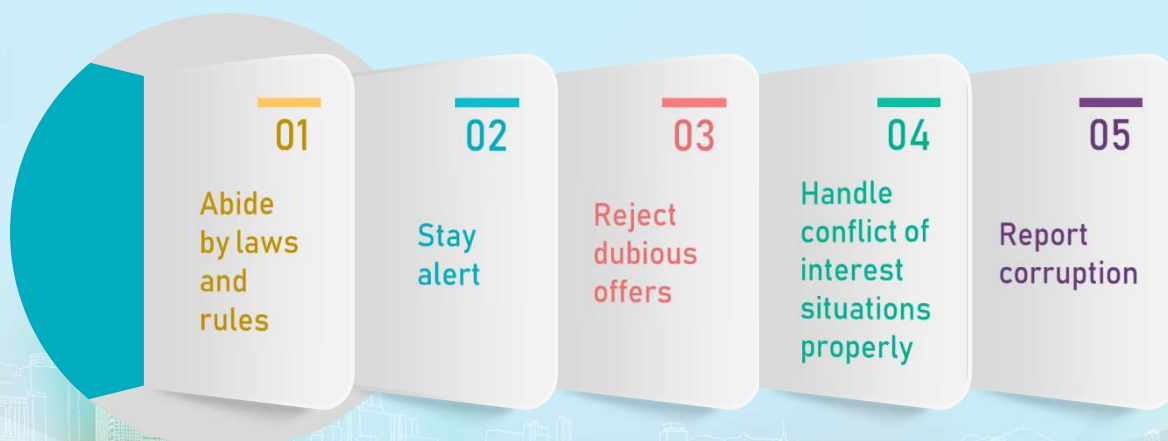 01
Abide
by laws
and
rules
02
Stay
alert
03
Reject
dubious
offers
04
Handle
conflict of
interest
situations
properly
05
Report
corruption